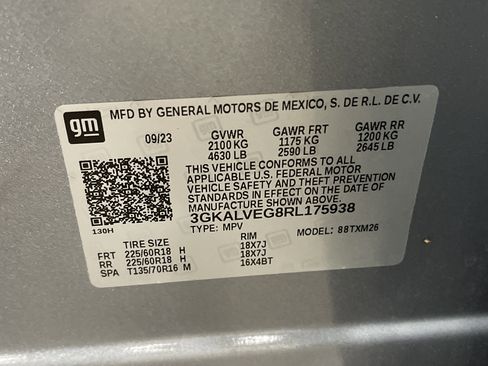 gm
MFD BY GENERAL MOTORS DE MEXICO, S. DE R.L. DE C.V.
09/23 GVWR GAWR FRT GAWR RR
2100 KG 1175 KG 1200 KG
4630 LB 2590 LB 2645 LB
THIS VEHICLE CONFORMS TO ALL
APPLICABLE U.S. FEDERAL MOTOR
VEHICLE SAFETY AND THEFT PREVENTION
STANDARDS IN EFFECT ON THE DATE OF
MANUFACTURE SHOWN ABOVE.
3GKALVEG8RL175938
130H
TYPE: MPV MODEL: 88TXM26
TIRE SIZE RIM
FRT 225/60R18 H 18X7J
RR 225/60R18 H 18X7J
SPA T135/70R16 M 16X4BT